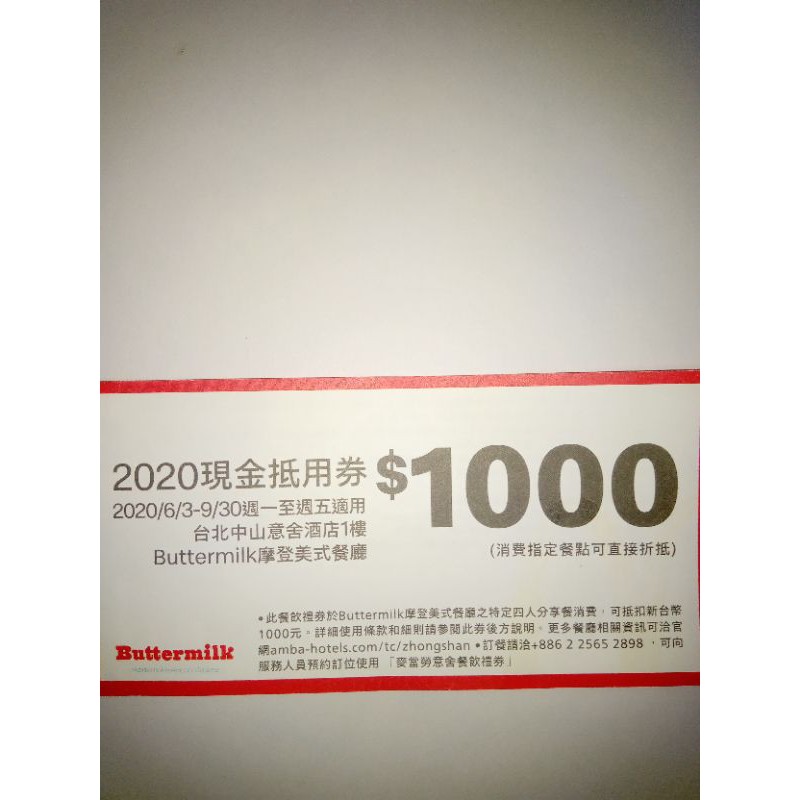 2020現金抵用券
$1000
2020/6/3-9/30週一至週五適用
台北中山意舍酒店1樓
Buttermilk摩登美式餐廳
(消費指定餐點可直接折抵)
•此餐飲禮券於Buttermilk摩登美式餐廳之特定四人分享餐消費，可抵扣新台幣
1000元。詳細使用條款和細則請參閱此券後方說明。更多餐廳相關資訊可洽官
網amba-hotels.com/tc/zhongshan •訂餐請洽+886 2 2565 2898 ，可向
服務人員預約訂位使用 「麥當勞意舍餐飲禮券」
Buttermilk